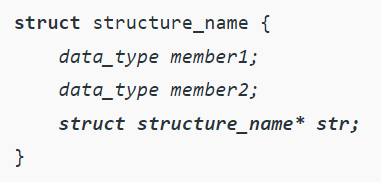 struct structure_name {
    data_type member1;
    data_type member2;
    struct structure_name* str;
}